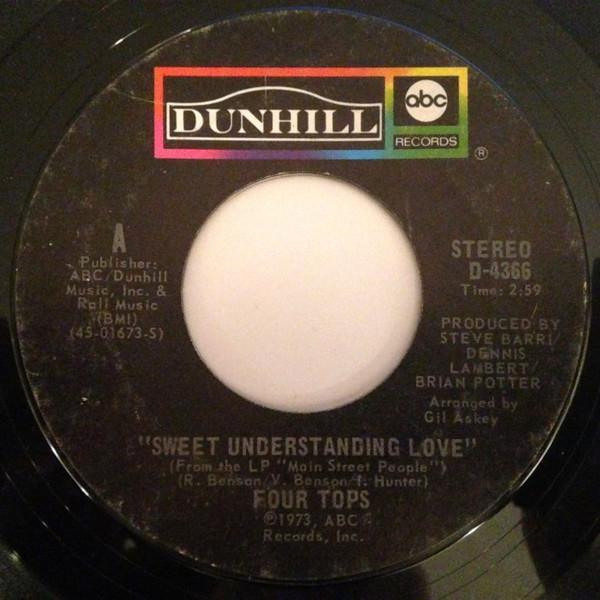 DUNHILL
abc
RECORDS
®
A
Publisher:
ABC/Dunhill
Music, Inc. &
Rall Music
(BMI)
(45-01673-S)
STEREO
D-4366
Time: 2:59
PRODUCED BY
STEVE BARRI/
DENNIS
LAMBERT/
BRIAN POTTER
Arranged by
Gil Askey
"SWEET UNDERSTANDING LOVE"
(From the LP "Main Street People")
(R. Benson/V. Benson/I. Hunter)
FOUR TOPS
℗1973, ABC
Records, Inc.